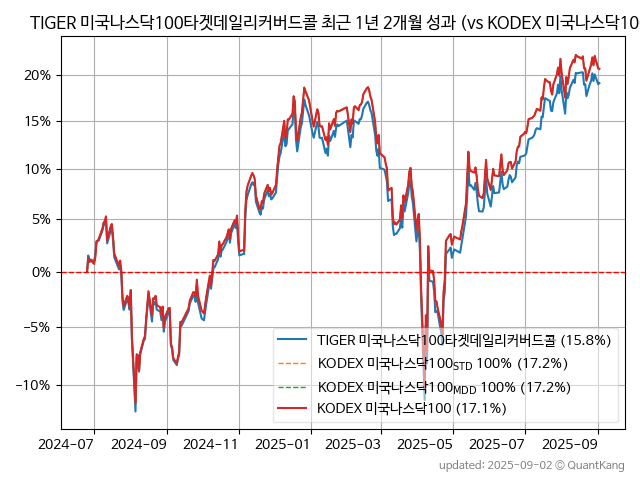 TIGER 미국나스닥100타겟데일리커버드콜 최근 1년 2개월 성과 (vs KODEX 미국나스닥10
20%
15%
10%
5%
0%
−5%
−10%
TIGER 미국나스닥100타겟데일리커버드콜 (15.8%)
KODEX 미국나스닥100STD 100% (17.2%)
KODEX 미국나스닥100MDD 100% (17.2%)
KODEX 미국나스닥100 (17.1%)
2024-07 2024-09 2024-11 2025-01 2025-03 2025-05 2025-07 2025-09
updated: 2025-09-02 © QuantKang